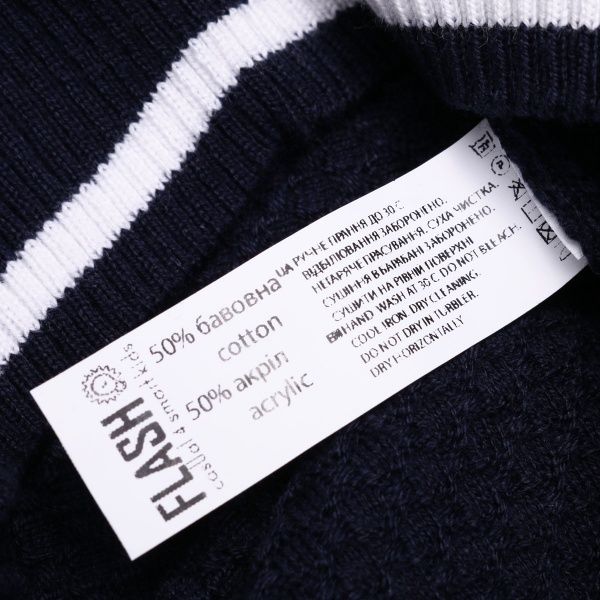 FLASH
casual & smart kids
50% бавовна
cotton
50% акріл
acrylic
UA РУЧНЕ ПРАННЯ ДО 30 С.
ВІДБІЛЮВАННЯ ЗАБОРОНЕНО.
НЕГАРЯЧЕ ПРАСУВАННЯ. СУХА ЧИСТКА.
СУШІННЯ В БАРАБАНІ ЗАБОРОНЕНО.
СУШИТИ НА РІВНІЙ ПОВЕРХНІ
EN HAND WASH AT 30 C DO NOT BLEACH.
COOL IRON. DRY CLEANING.
DO NOT DRY IN TURBLER.
DRY HORIZONTALLY